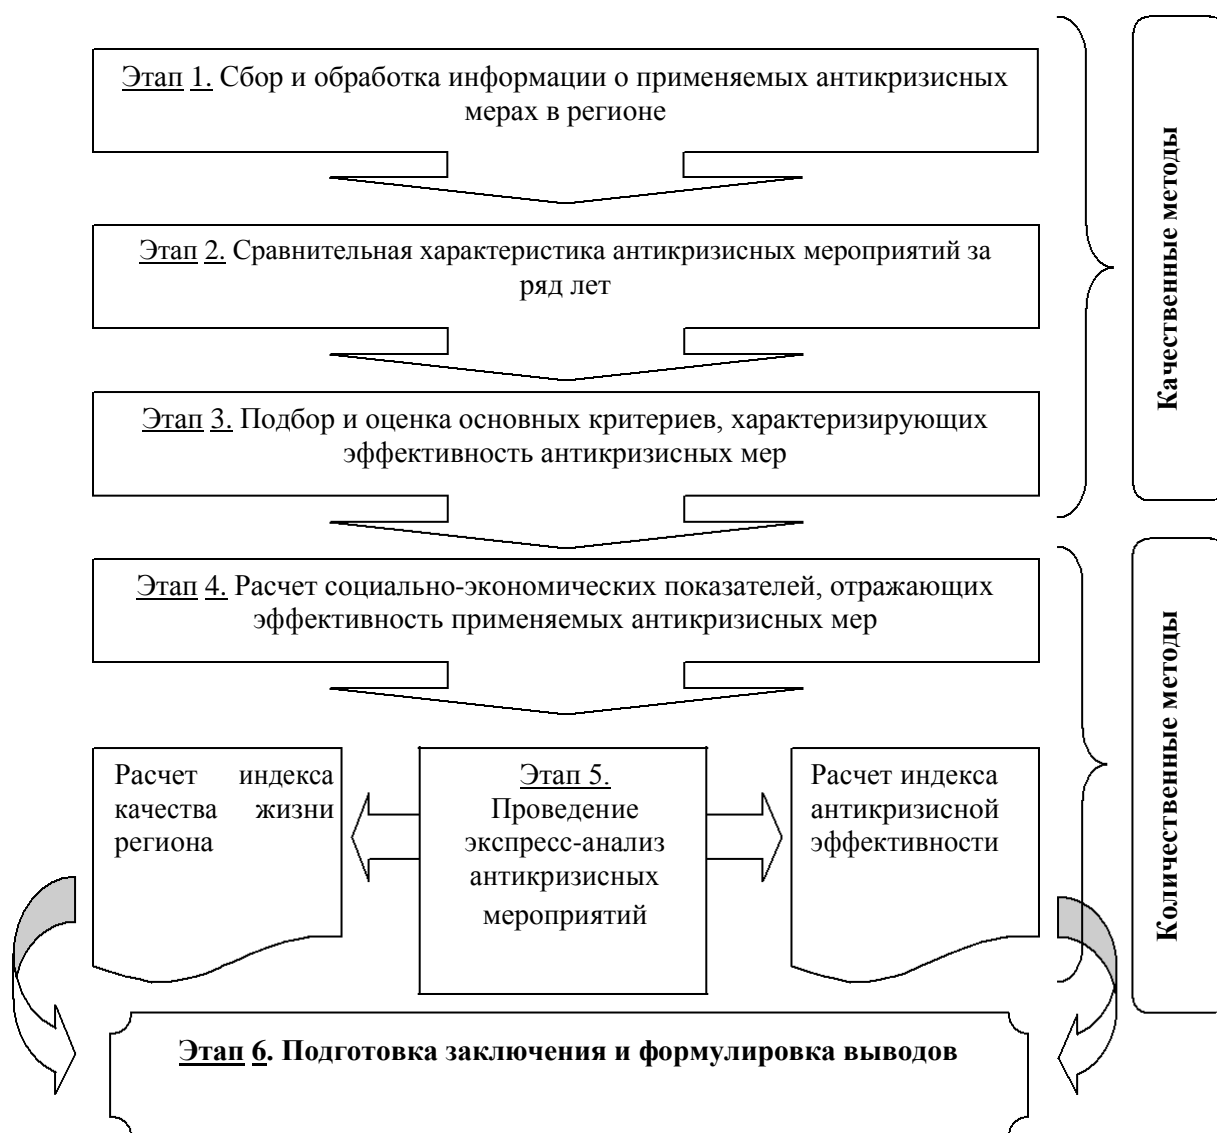 Этап 1. Сбор и обработка информации о применяемых антикризисных
мерах в регионе
Этап 2. Сравнительная характеристика антикризисных мероприятий за
ряд лет
Этап 3. Подбор и оценка основных критериев, характеризирующих
эффективность антикризисных мер
Качественные методы
Этап 4. Расчет социально-экономических показателей, отражающих
эффективность применяемых антикризисных мер
Расчет индекса
качества жизни
региона
Этап 5.
Проведение
экспресс-анализ
антикризисных
мероприятий
Расчет индекса
антикризисной
эффективности
Количественные методы
Этап 6. Подготовка заключения и формулировка выводов